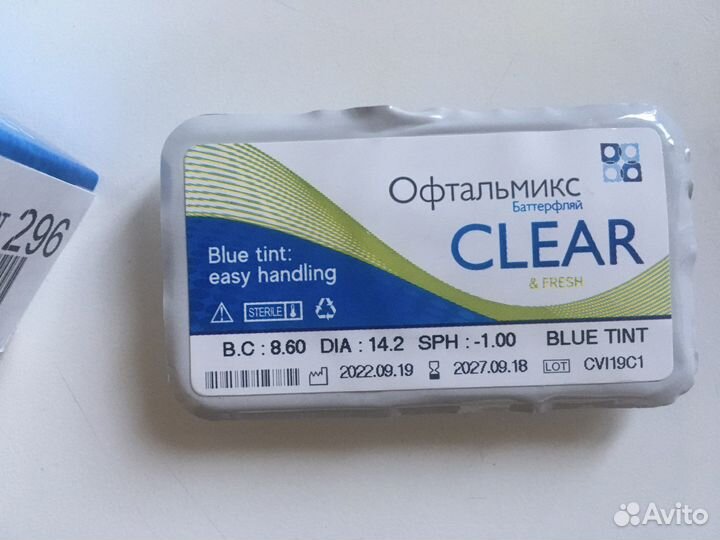 296
Офтальмикс
Баттерфляй
CLEAR
& FRESH
Blue tint:
easy handling
STERILE
B.C : 8.60 DIA : 14.2 SPH : -1.00 BLUE TINT
2022.09.19 2027.09.18 LOT CVI19C1
Avito